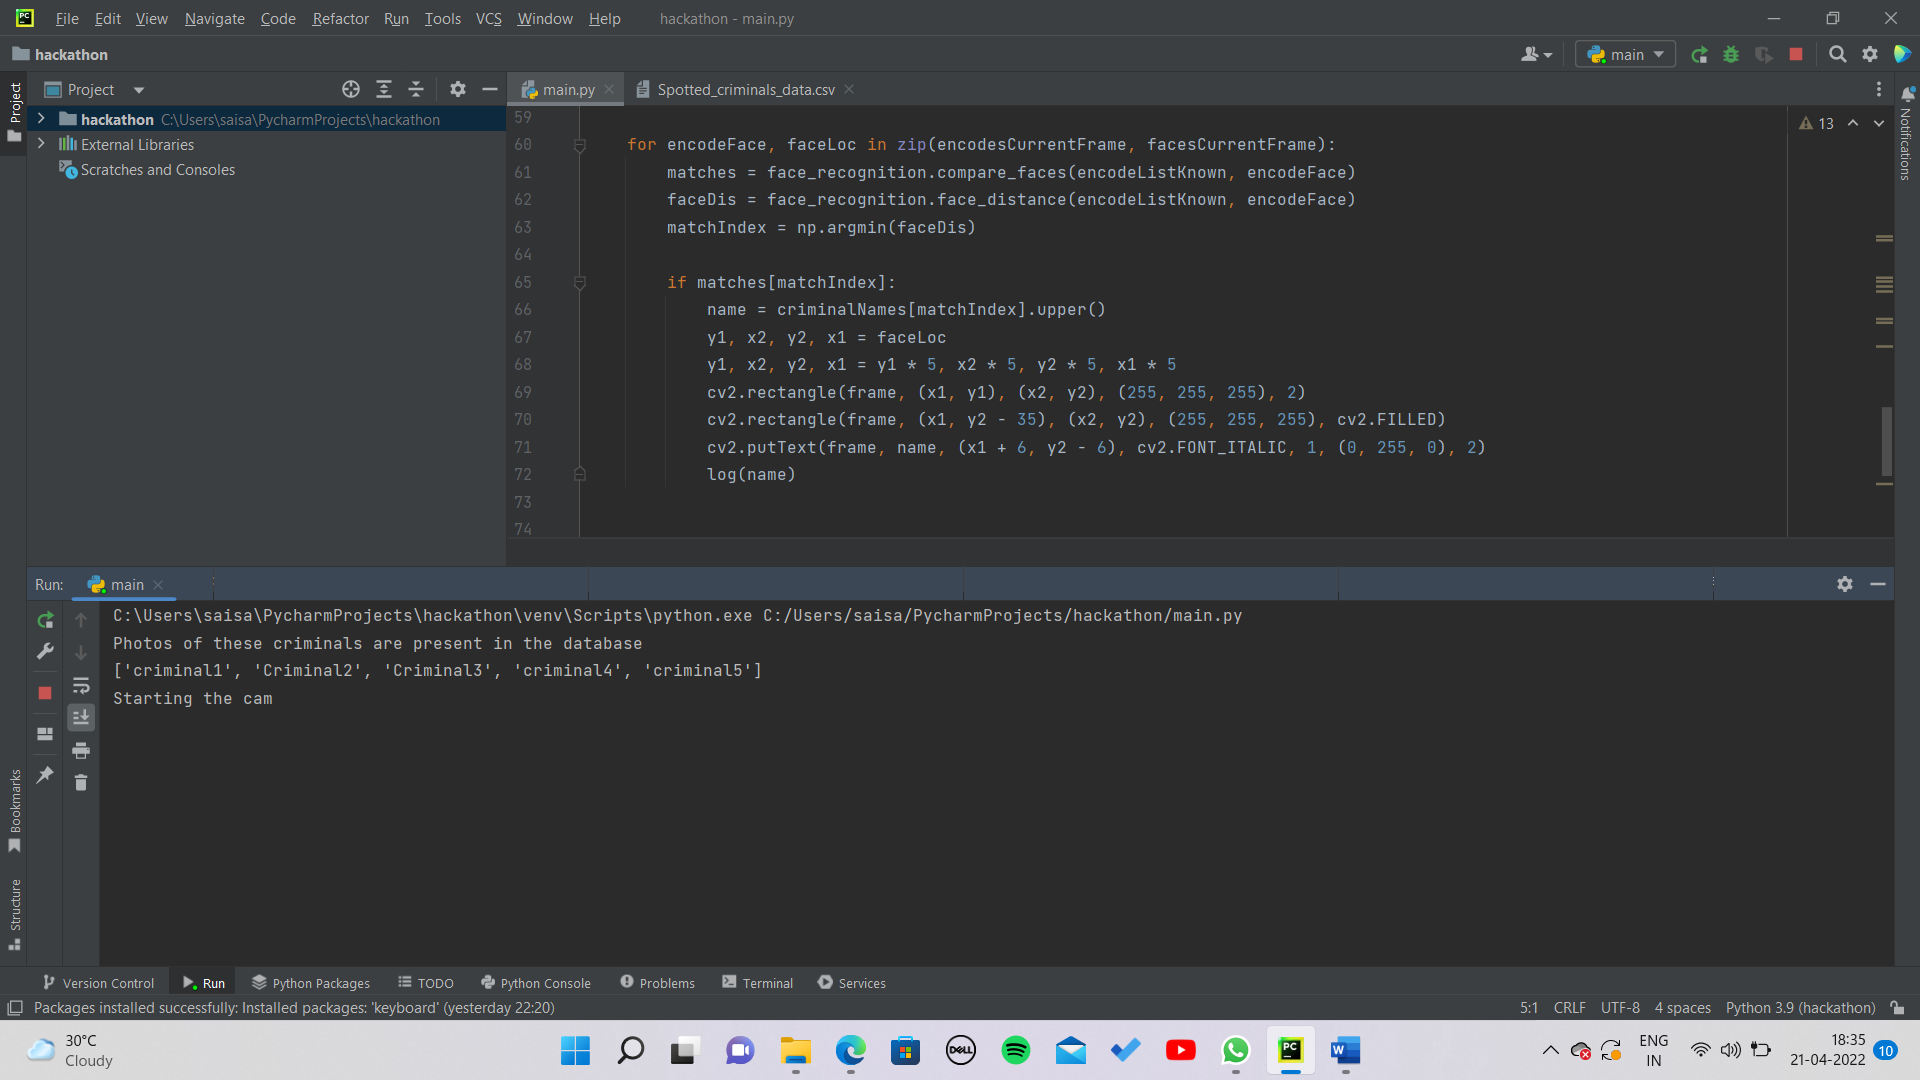 File Edit View Navigate Code Refactor Run Tools VCS Window Help hackathon - main.py
hackathon
main
Project
main.py
Spotted_criminals_data.csv
hackathon C:\Users\saisa\PycharmProjects\hackathon
External Libraries
Scratches and Consoles
Project
Bookmarks
Structure
Notifications
13
59
60 for encodeFace, faceLoc in zip(encodesCurrentFrame, facesCurrentFrame):
61 matches = face_recognition.compare_faces(encodeListKnown, encodeFace)
62 faceDis = face_recognition.face_distance(encodeListKnown, encodeFace)
63 matchIndex = np.argmin(faceDis)
64
65 if matches[matchIndex]:
66 name = criminalNames[matchIndex].upper()
67 y1, x2, y2, x1 = faceLoc
68 y1, x2, y2, x1 = y1 * 5, x2 * 5, y2 * 5, x1 * 5
69 cv2.rectangle(frame, (x1, y1), (x2, y2), (255, 255, 255), 2)
70 cv2.rectangle(frame, (x1, y2 - 35), (x2, y2), (255, 255, 255), cv2.FILLED)
71 cv2.putText(frame, name, (x1 + 6, y2 - 6), cv2.FONT_ITALIC, 1, (0, 255, 0), 2)
72 log(name)
73
74
Run: main
C:\Users\saisa\PycharmProjects\hackathon\venv\Scripts\python.exe C:/Users/saisa/PycharmProjects/hackathon/main.py
Photos of these criminals are present in the database
['criminal1', 'Criminal2', 'Criminal3', 'criminal4', 'criminal5']
Starting the cam
Version Control Run Python Packages TODO Python Console Problems Terminal Services
Packages installed successfully: Installed packages: 'keyboard' (yesterday 22:20) 5:1 CRLF UTF-8 4 spaces Python 3.9 (hackathon)
30°C
Cloudy
DELL
PC
W
ENG
IN
18:35
21-04-2022
10